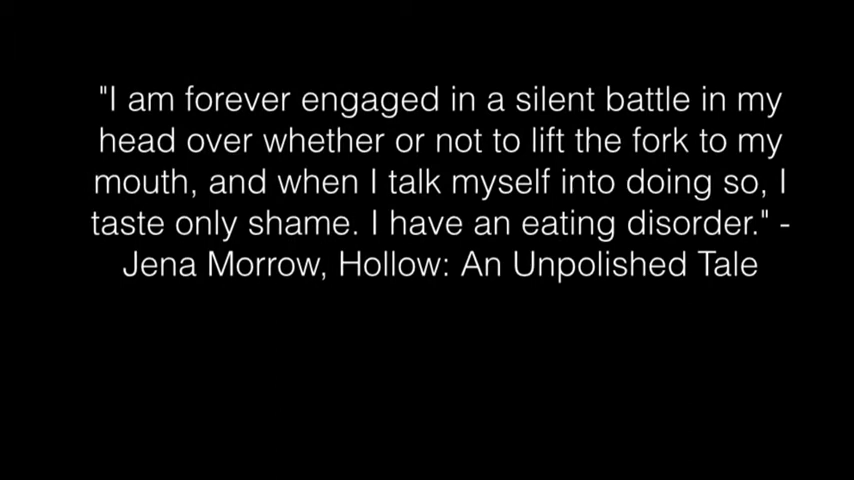 "I am forever engaged in a silent battle in my
head over whether or not to lift the fork to my
mouth, and when I talk myself into doing so, I
taste only shame. I have an eating disorder." -
Jena Morrow, Hollow: An Unpolished Tale